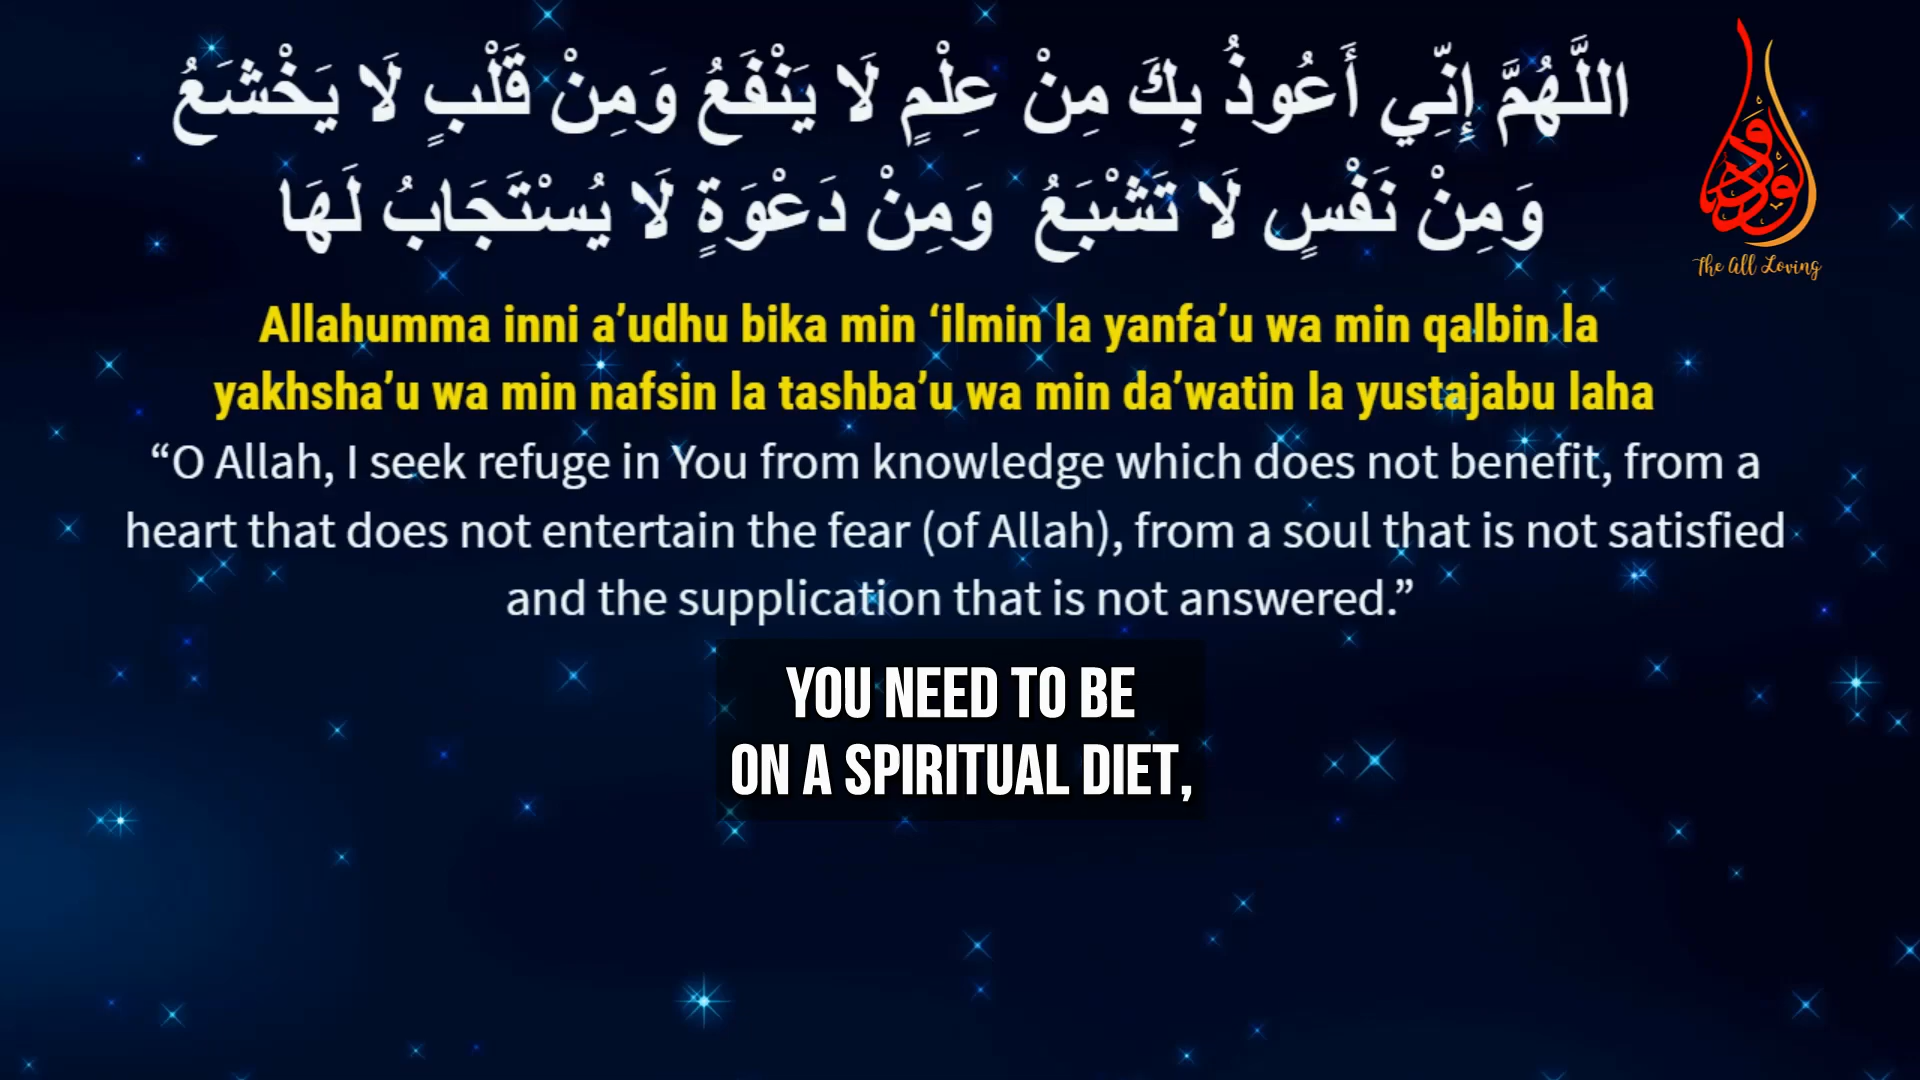 اللَّهُمَّ إِنِّي أَعُوذُ بِكَ مِنْ عِلْمٍ لَا يَنْفَعُ وَمِنْ قَلْبٍ لَا يَخْشَعُ
وَمِنْ نَفْسٍ لَا تَشْبَعُ وَمِنْ دَعْوَةٍ لَا يُسْتَجَابُ لَهَا
ودود
The All Loving
Allahumma inni a’udhu bika min ‘ilmin la yanfa’u wa min qalbin la
yakhsha’u wa min nafsin la tashba’u wa min da’watin la yustajabu laha
“O Allah, I seek refuge in You from knowledge which does not benefit, from a
heart that does not entertain the fear (of Allah), from a soul that is not satisfied
and the supplication that is not answered.”
YOU NEED TO BE
ON A SPIRITUAL DIET,